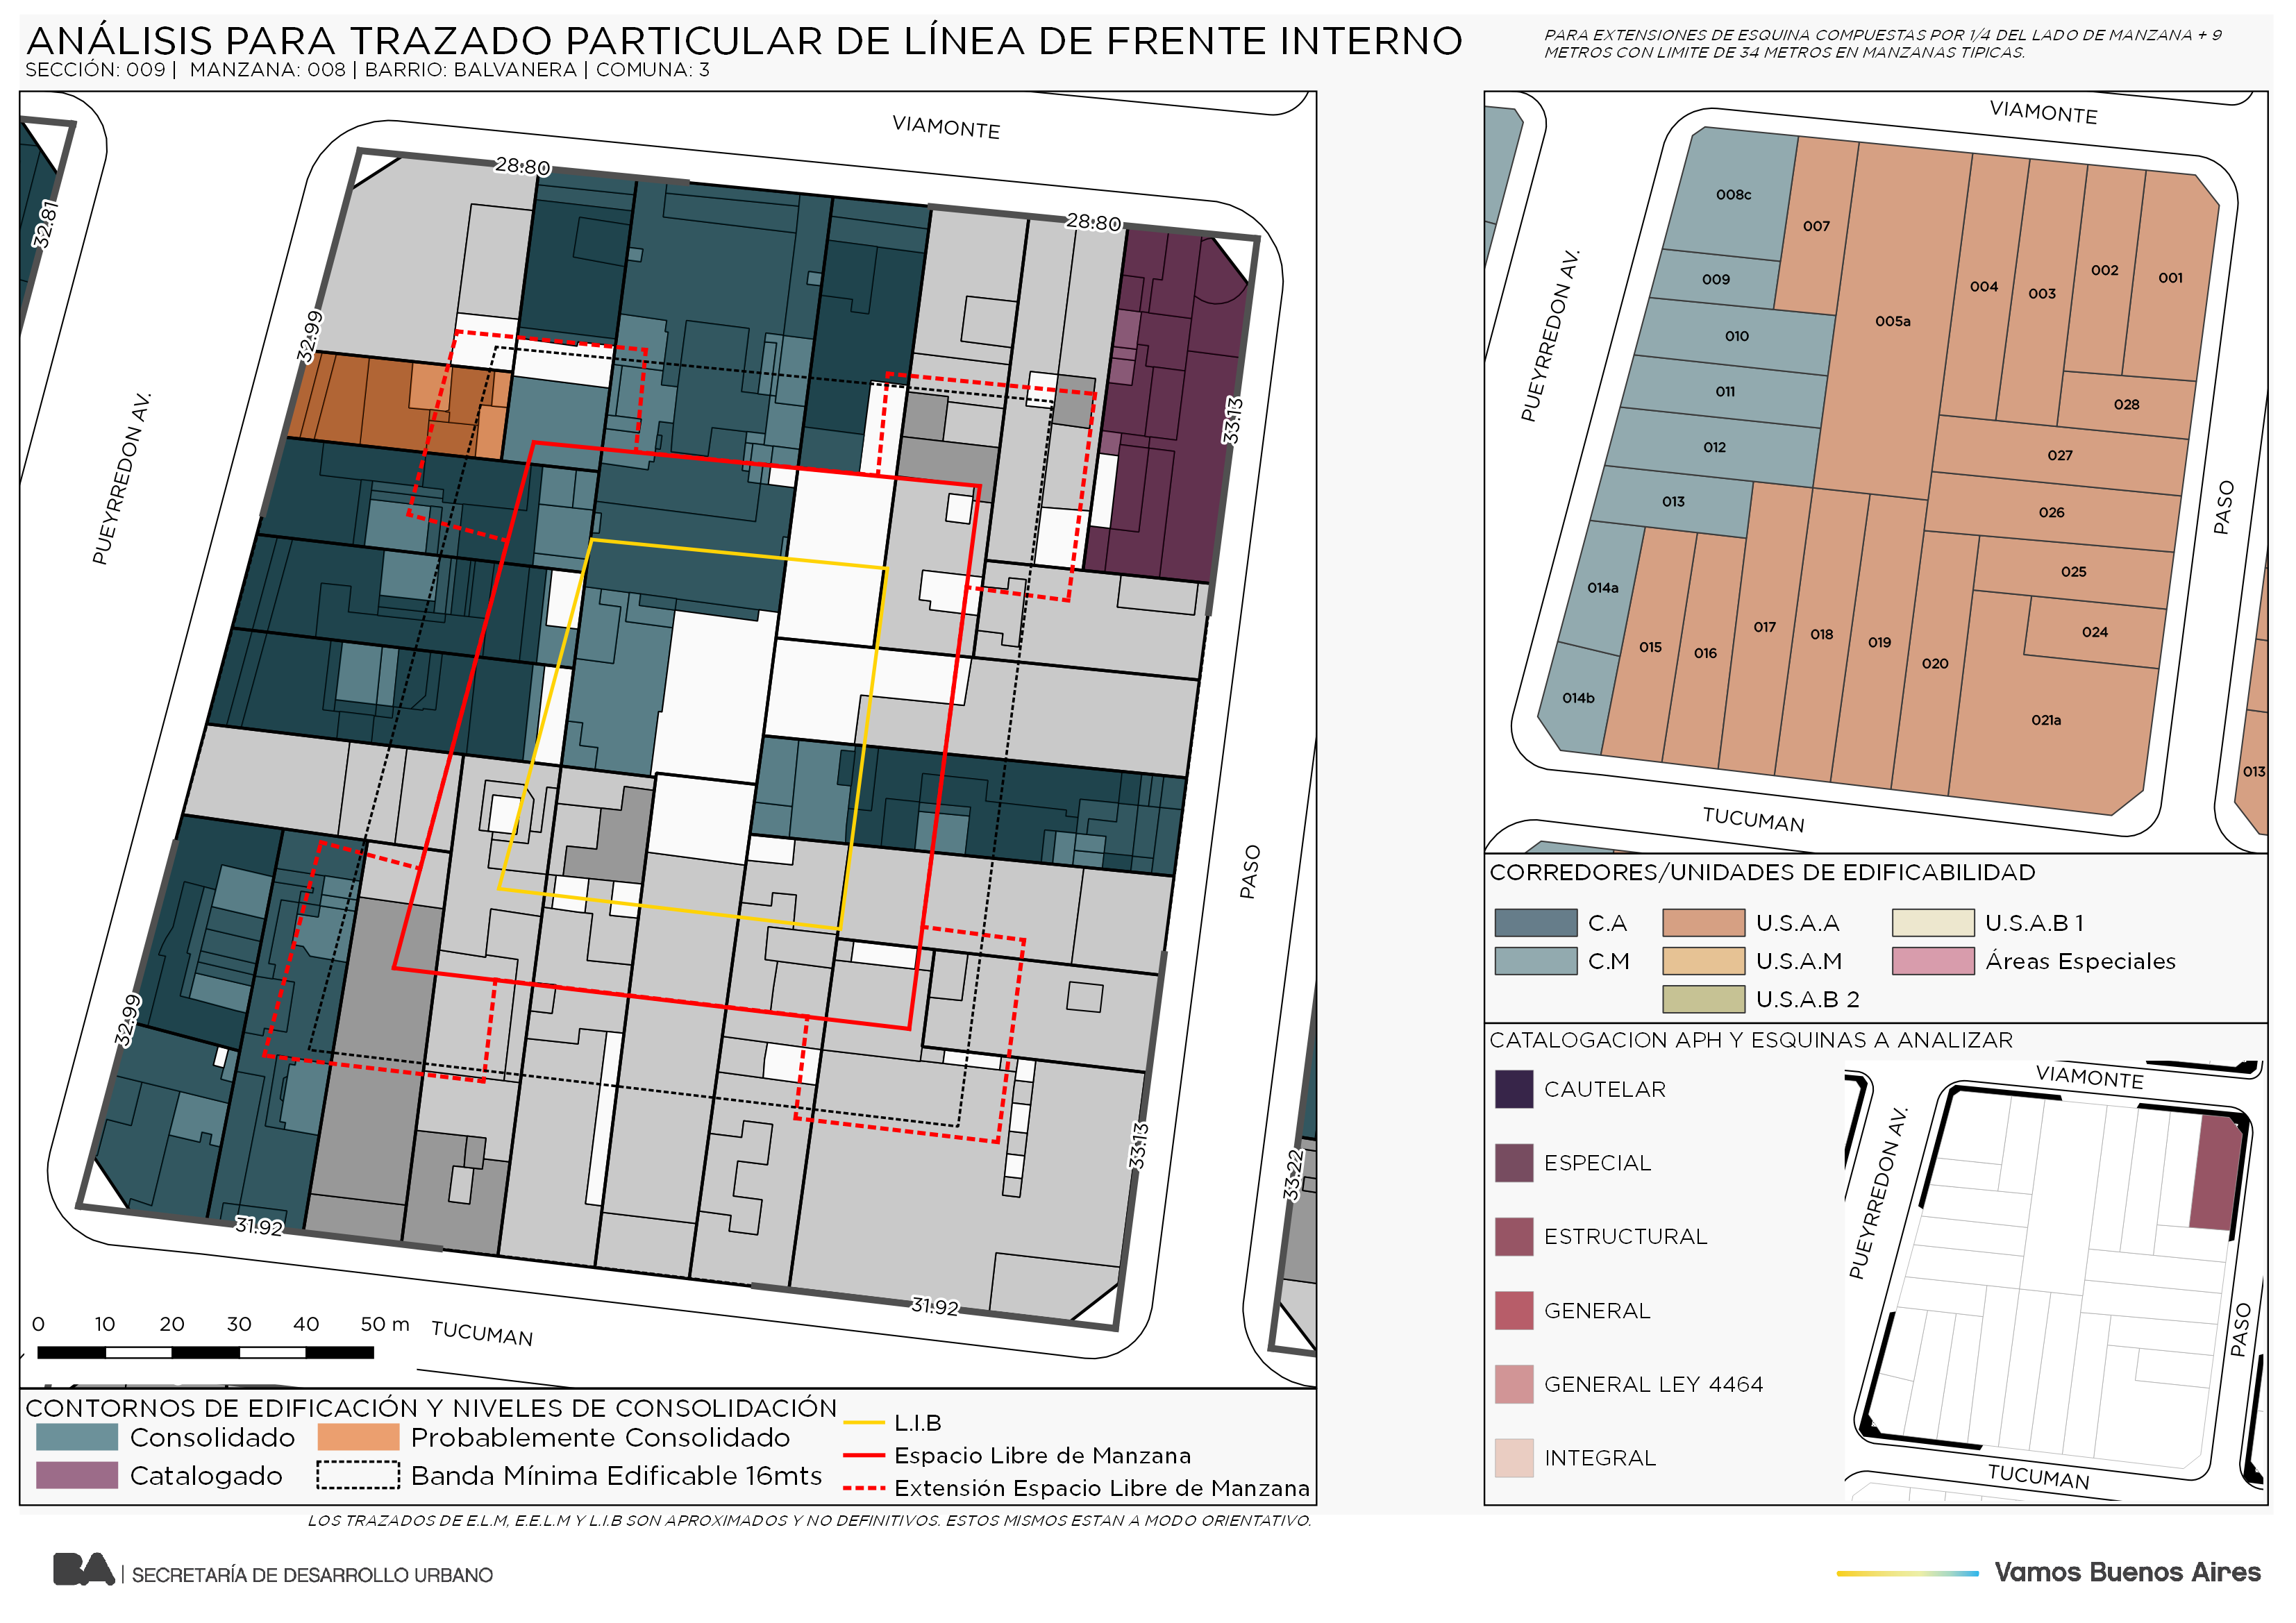 ANÁLISIS PARA TRAZADO PARTICULAR DE LÍNEA DE FRENTE INTERNO
SECCIÓN: 009 | MANZANA: 008 | BARRIO: BALVANERA | COMUNA: 3
PARA EXTENSIONES DE ESQUINA COMPUESTAS POR 1/4 DEL LADO DE MANZANA + 9
METROS CON LIMITE DE 34 METROS EN MANZANAS TIPICAS.
VIAMONTE
28.80
28.80
32.81
32.99
33.13
PUEYRREDON AV.
PASO
32.99
33.13
33.22
31.92
31.92
0 10 20 30 40 50 m
TUCUMAN
CONTORNOS DE EDIFICACIÓN Y NIVELES DE CONSOLIDACIÓN
Consolidado
Probablemente Consolidado
Catalogado
Banda Mínima Edificable 16mts
L.I.B
Espacio Libre de Manzana
Extensión Espacio Libre de Manzana
LOS TRAZADOS DE E.L.M, E.E.L.M Y L.I.B SON APROXIMADOS Y NO DEFINITIVOS. ESTOS MISMOS ESTAN A MODO ORIENTATIVO.
VIAMONTE
PUEYRREDON AV.
008c
007
009
005a
004
003
002
001
010
011
028
012
027
013
026
025
014a
024
015
016
017
018
019
020
014b
021a
013
PASO
TUCUMAN
CORREDORES/UNIDADES DE EDIFICABILIDAD
C.A
U.S.A.A
U.S.A.B 1
C.M
U.S.A.M
Áreas Especiales
U.S.A.B 2
CATALOGACION APH Y ESQUINAS A ANALIZAR
CAUTELAR
ESPECIAL
ESTRUCTURAL
GENERAL
GENERAL LEY 4464
INTEGRAL
VIAMONTE
PUEYRREDON AV.
PASO
TUCUMAN
BA | SECRETARÍA DE DESARROLLO URBANO
Vamos Buenos Aires